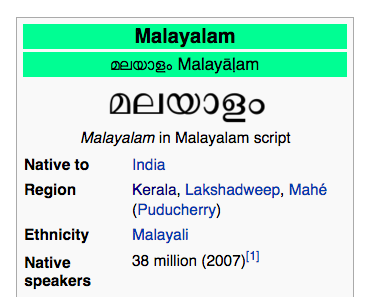 Malayalam
മലയാളം Malayāḷam
മലയാളം
Malayalam in Malayalam script
Native to India
Region Kerala, Lakshadweep, Mahé
(Puducherry)
Ethnicity Malayali
Native 38 million (2007)[1]
speakers